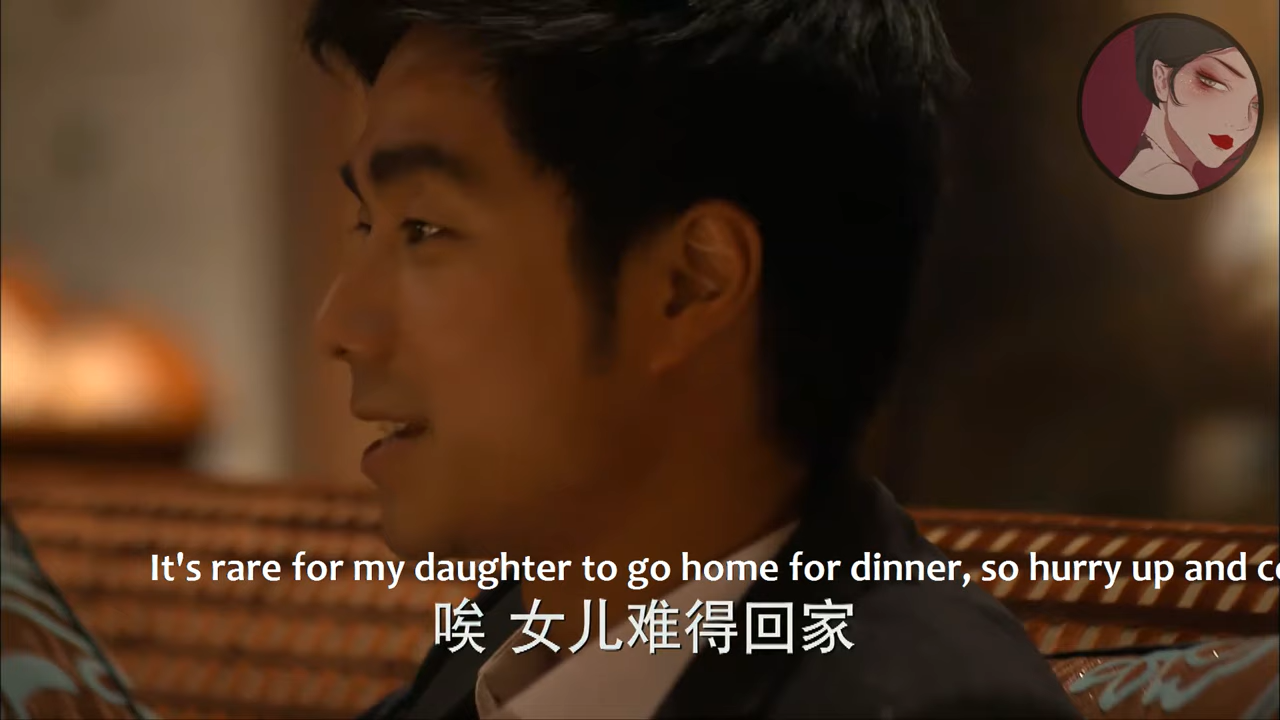 It's rare for my daughter to go home for dinner, so hurry up and
唉 女儿难得回家